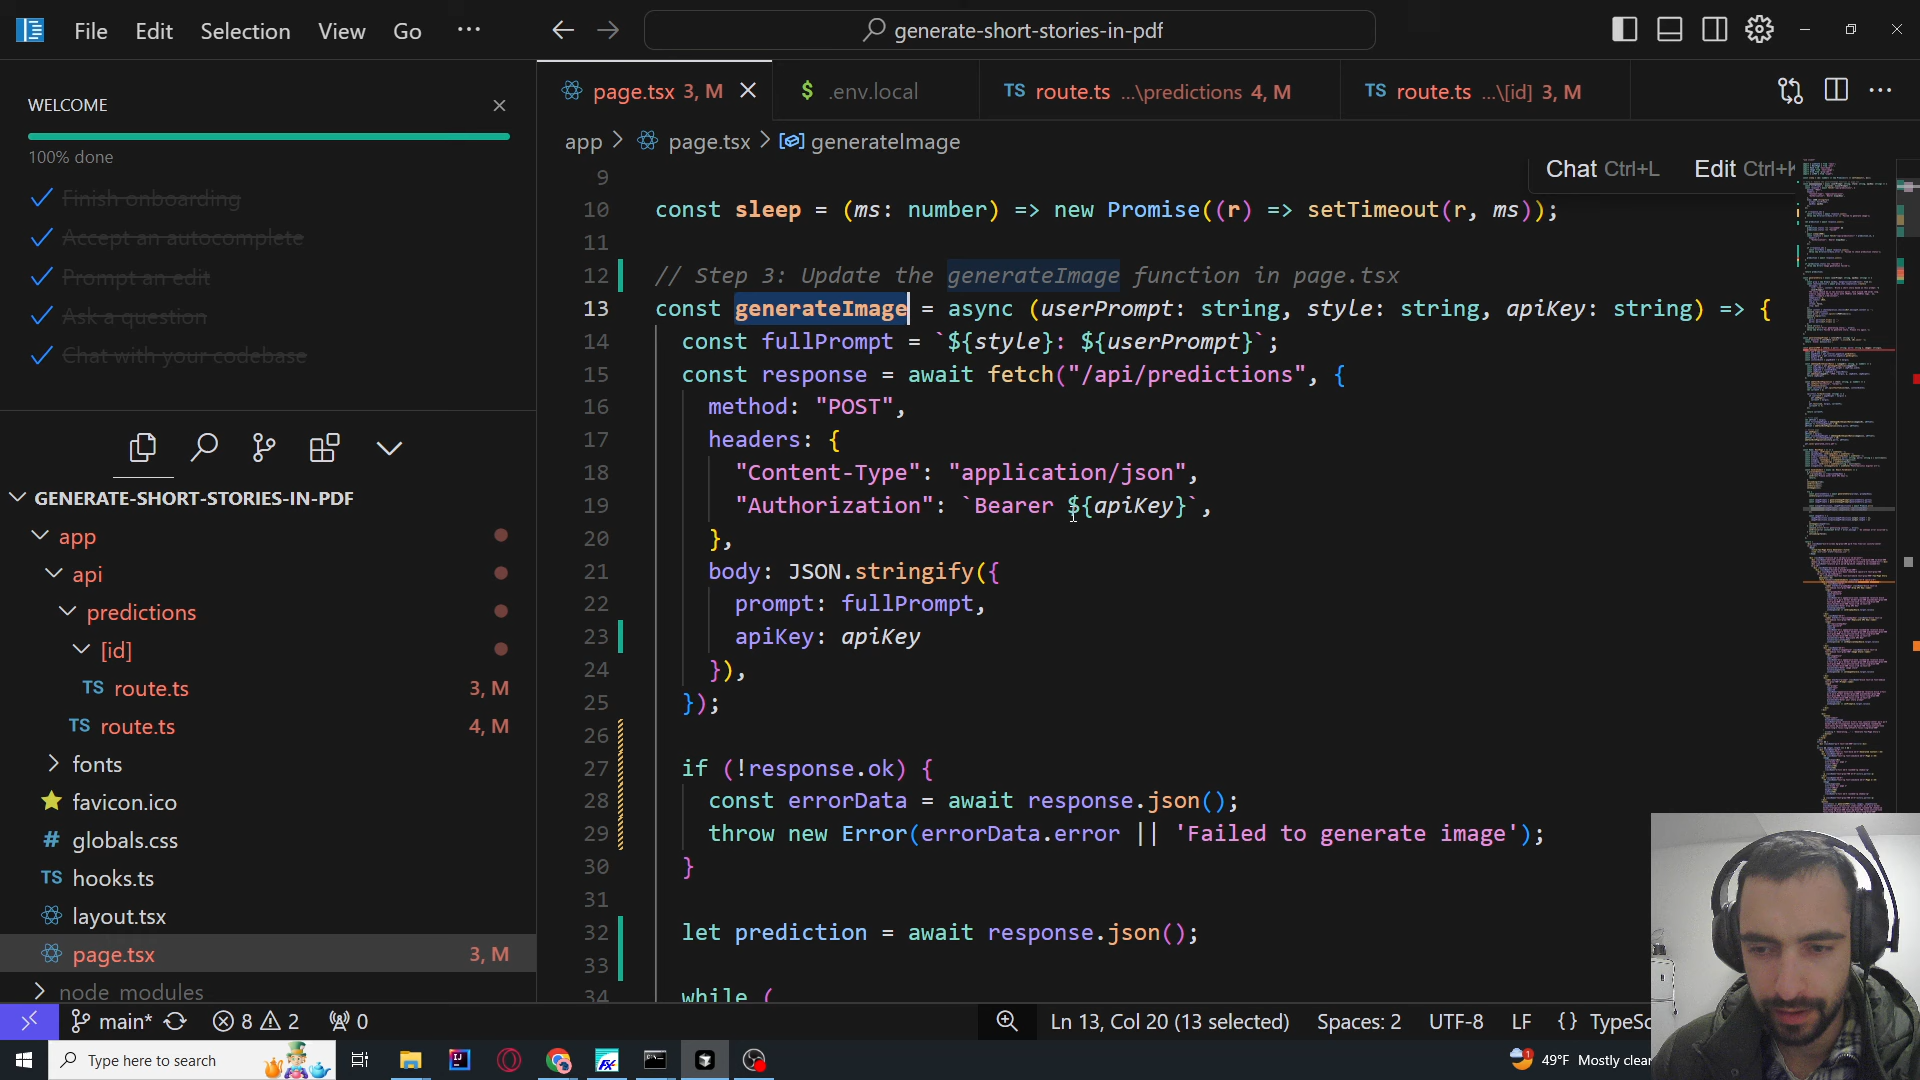 File Edit Selection View Go ...
generate-short-stories-in-pdf
WELCOME
100% done
Finish onboarding
Accept an autocomplete
Prompt an edit
Ask a question
Chat with your codebase
GENERATE-SHORT-STORIES-IN-PDF
app
api
predictions
[id]
TS route.ts 3, M
TS route.ts 4, M
fonts
favicon.ico
# globals.css
TS hooks.ts
layout.tsx
page.tsx 3, M
node_modules
page.tsx 3, M
$ .env.local
TS route.ts ...\predictions 4, M
TS route.ts ...\[id] 3, M
app > page.tsx > generateImage
Chat Ctrl+L Edit Ctrl+K
9
10 const sleep = (ms: number) => new Promise((r) => setTimeout(r, ms));
11
12 // Step 3: Update the generateImage function in page.tsx
13 const generateImage = async (userPrompt: string, style: string, apiKey: string) => {
14 const fullPrompt = `${style}: ${userPrompt}`;
15 const response = await fetch("/api/predictions", {
16 method: "POST",
17 headers: {
18 "Content-Type": "application/json",
19 "Authorization": `Bearer ${apiKey}`,
20 },
21 body: JSON.stringify({
22 prompt: fullPrompt,
23 apiKey: apiKey
24 }),
25 });
26
27 if (!response.ok) {
28 const errorData = await response.json();
29 throw new Error(errorData.error || 'Failed to generate image');
30 }
31
32 let prediction = await response.json();
33
34 while (
main* 8 2 0
Ln 13, Col 20 (13 selected) Spaces: 2 UTF-8 LF {} TypeSc
Type here to search
1 49°F Mostly clear